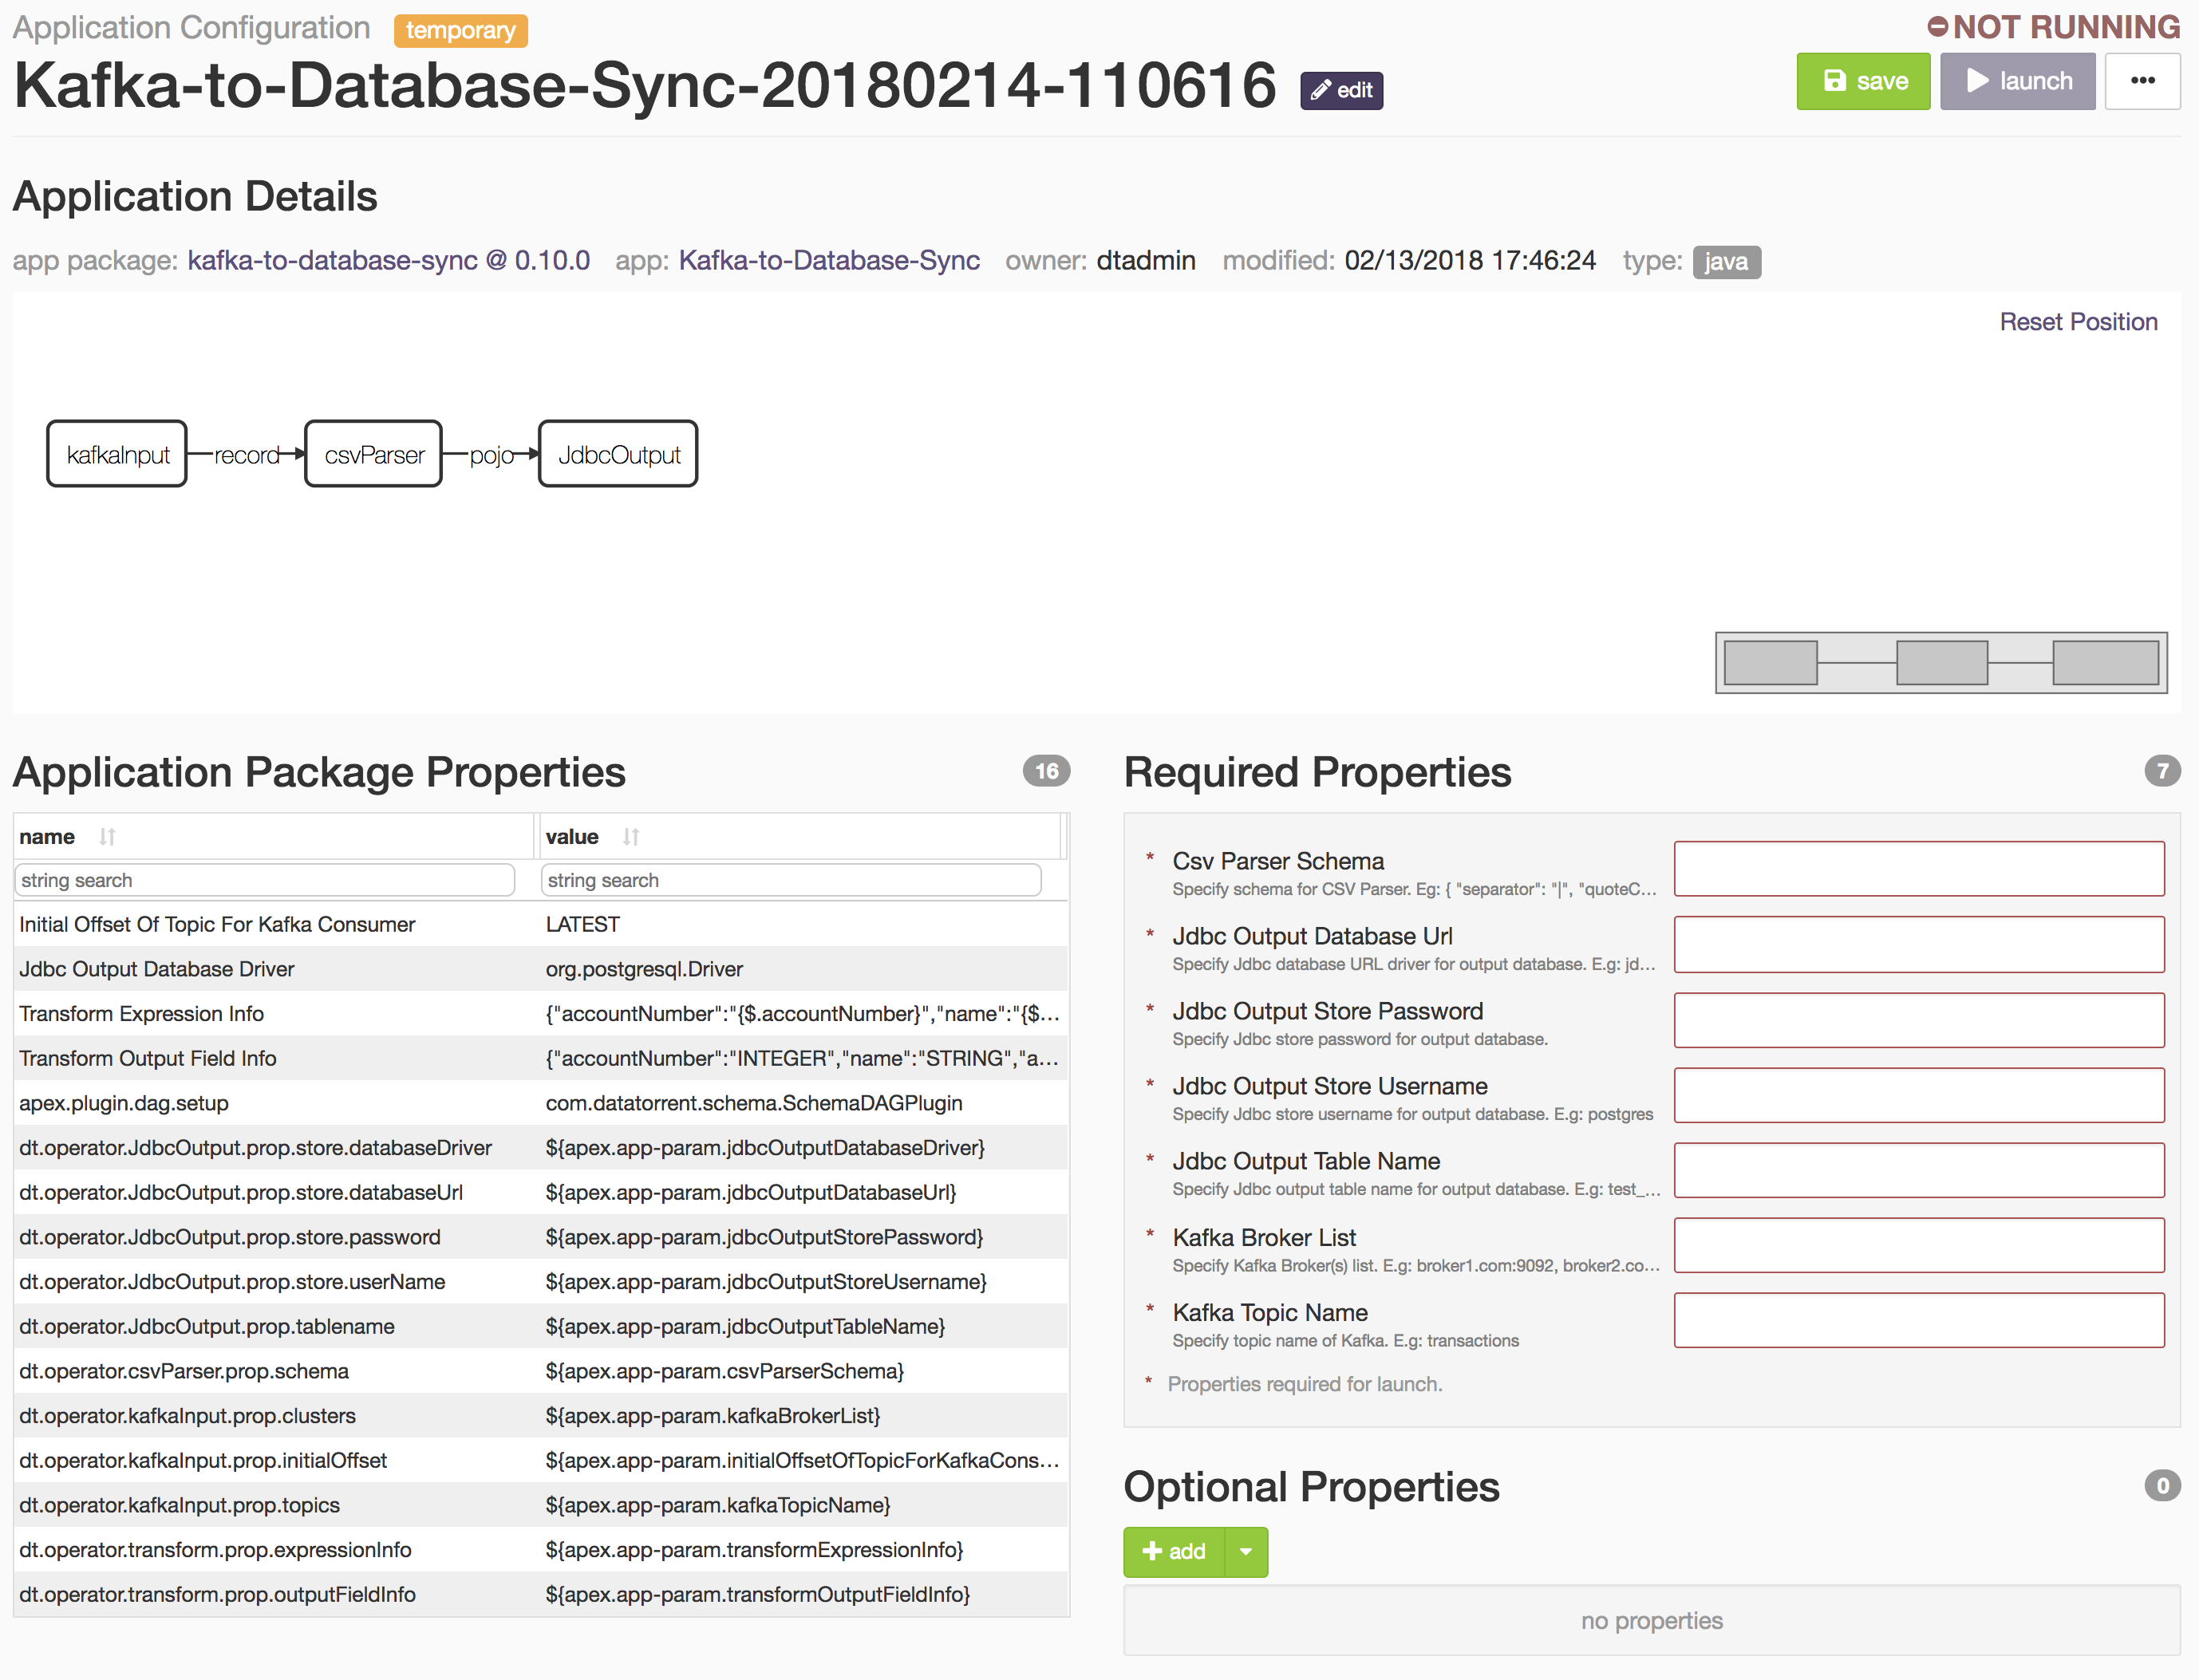 Application Configuration temporary
NOT RUNNING
Kafka-to-Database-Sync-20180214-110616 edit
save launch •••
Application Details
app package: kafka-to-database-sync @ 0.10.0 app: Kafka-to-Database-Sync owner: dtadmin modified: 02/13/2018 17:46:24 type: java
Reset Position
kafkaInput record csvParser pojo JdbcOutput
Application Package Properties 16
name value
string search string search
Initial Offset Of Topic For Kafka Consumer LATEST
Jdbc Output Database Driver org.postgresql.Driver
Transform Expression Info {"accountNumber":"{$.accountNumber}","name":"{$...
Transform Output Field Info {"accountNumber":"INTEGER","name":"STRING","a...
apex.plugin.dag.setup com.datatorrent.schema.SchemaDAGPlugin
dt.operator.JdbcOutput.prop.store.databaseDriver ${apex.app-param.jdbcOutputDatabaseDriver}
dt.operator.JdbcOutput.prop.store.databaseUrl ${apex.app-param.jdbcOutputDatabaseUrl}
dt.operator.JdbcOutput.prop.store.password ${apex.app-param.jdbcOutputStorePassword}
dt.operator.JdbcOutput.prop.store.userName ${apex.app-param.jdbcOutputStoreUsername}
dt.operator.JdbcOutput.prop.tablename ${apex.app-param.jdbcOutputTableName}
dt.operator.csvParser.prop.schema ${apex.app-param.csvParserSchema}
dt.operator.kafkaInput.prop.clusters ${apex.app-param.kafkaBrokerList}
dt.operator.kafkaInput.prop.initialOffset ${apex.app-param.initialOffsetOfTopicForKafkaCons...
dt.operator.kafkaInput.prop.topics ${apex.app-param.kafkaTopicName}
dt.operator.transform.prop.expressionInfo ${apex.app-param.transformExpressionInfo}
dt.operator.transform.prop.outputFieldInfo ${apex.app-param.transformOutputFieldInfo}
Required Properties 7
* Csv Parser Schema
Specify schema for CSV Parser. Eg: { "separator": "|", "quoteC...
* Jdbc Output Database Url
Specify Jdbc database URL driver for output database. E.g: jd...
* Jdbc Output Store Password
Specify Jdbc store password for output database.
* Jdbc Output Store Username
Specify Jdbc store username for output database. E.g: postgres
* Jdbc Output Table Name
Specify Jdbc output table name for output database. E.g: test_...
* Kafka Broker List
Specify Kafka Broker(s) list. E.g: broker1.com:9092, broker2.co...
* Kafka Topic Name
Specify topic name of Kafka. E.g: transactions
* Properties required for launch.
Optional Properties 0
add
no properties